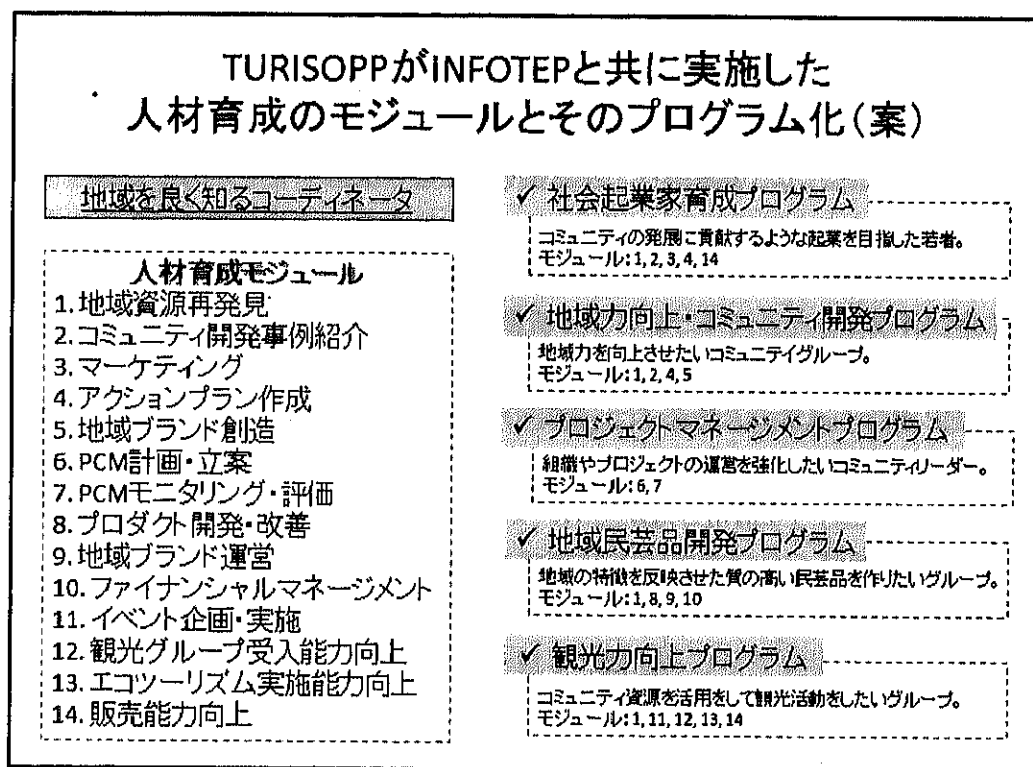 TURISOPPがINFOTEPと共に実施した
人材育成のモジュールとそのプログラム化(案)
地域を良く知るコーディネータ
人材育成モジュール
1. 地域資源再発見
2. コミュニティ開発事例紹介
3. マーケティング
4. アクションプラン作成
5. 地域ブランド創造
6. PCM計画・立案
7. PCMモニタリング・評価
8. プロダクト開発・改善
9. 地域ブランド運営
10. ファイナンシャルマネージメント
11. イベント企画・実施
12. 観光グループ受入能力向上
13. エコツーリズム実施能力向上
14. 販売能力向上
✓ 社会起業家育成プログラム
コミュニティの発展に貢献するような起業を目指した若者。
モジュール:1, 2, 3, 4, 14
✓ 地域力向上・コミュニティ開発プログラム
地域力を向上させたいコミュニテイグループ。
モジュール:1, 2, 4, 5
✓ プロジェクトマネージメントプログラム
組織やプロジェクトの運営を強化したいコミュニティリーダー。
モジュール:6, 7
✓ 地域民芸品開発プログラム
地域の特徴を反映させた質の高い民芸品を作りたいグループ。
モジュール:1, 8, 9, 10
✓ 観光力向上プログラム
コミュニティ資源を活用をして観光活動をしたいグループ。
モジュール:1, 11, 12, 13, 14